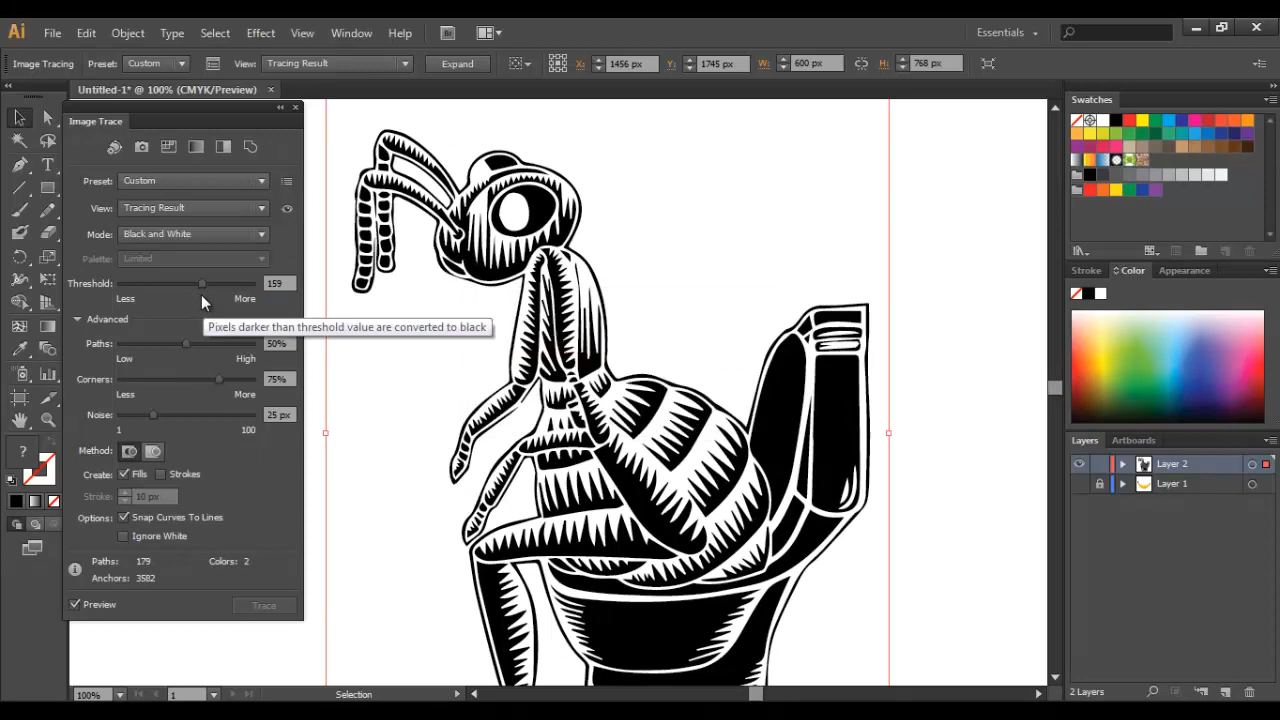 Ai File Edit Object Type Select Effect View Window Help Br Essentials
Image Tracing Preset: Custom View: Tracing Result Expand X: 1456 px Y: 1745 px W: 600 px H: 768 px
Untitled-1* @ 100% (CMYK/Preview)
Image Trace
Preset: Custom
View: Tracing Result
Mode: Black and White
Palette: Limited
Threshold: 159
Less More
Pixels darker than threshold value are converted to black
Advanced
Paths: 50%
Low High
Corners: 75%
Less More
Noise: 25 px
1 100
Method:
Create: Fills Strokes
Stroke: 10 px
Options: Snap Curves To Lines
Ignore White
Paths: 179 Colors: 2
Anchors: 3582
Preview Trace
Swatches
Stroke Color Appearance
Layers Artboards
Layer 2
Layer 1
2 Layers
100% 1 Selection